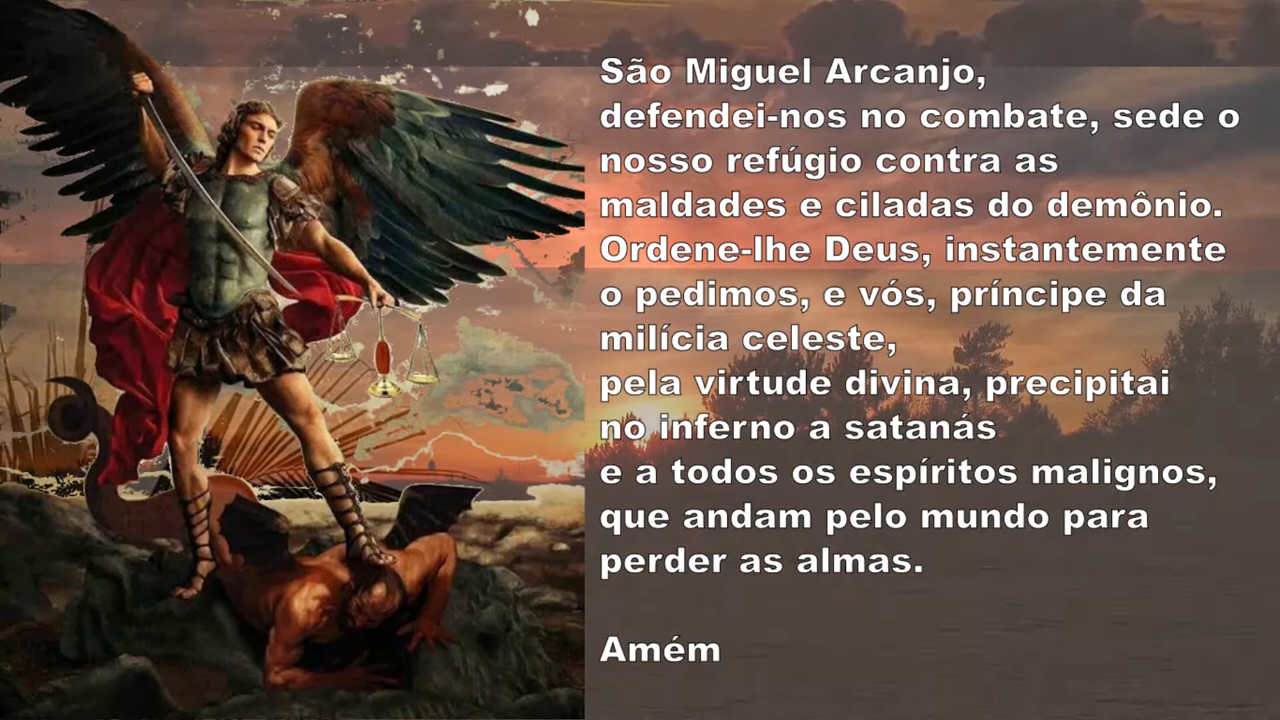 São Miguel Arcanjo,
defendei-nos no combate, sede o
nosso refúgio contra as
maldades e ciladas do demônio.
Ordene-lhe Deus, instantemente
o pedimos, e vós, príncipe da
milícia celeste,
pela virtude divina, precipitai
no inferno a satanás
e a todos os espíritos malignos,
que andam pelo mundo para
perder as almas.
Amém